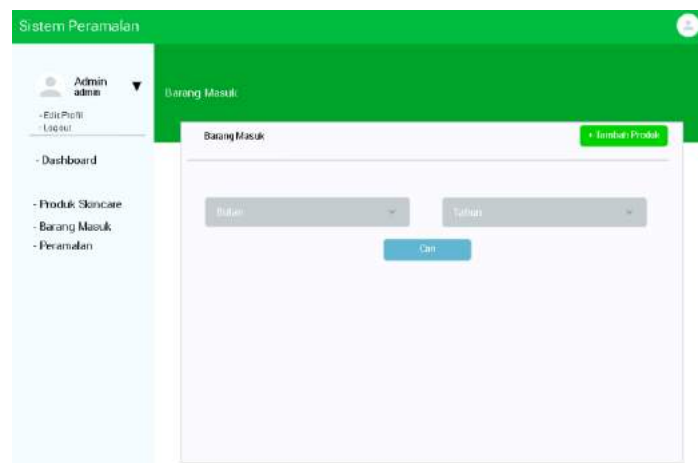 Sistem Peramalan
Admin
admin
- Edit Profil
- Logout
- Dashboard
- Produk Skincare
- Barang Masuk
- Peramalan
Barang Masuk
Barang Masuk
+ Tambah Produk
Bulan
Tahun
Cari